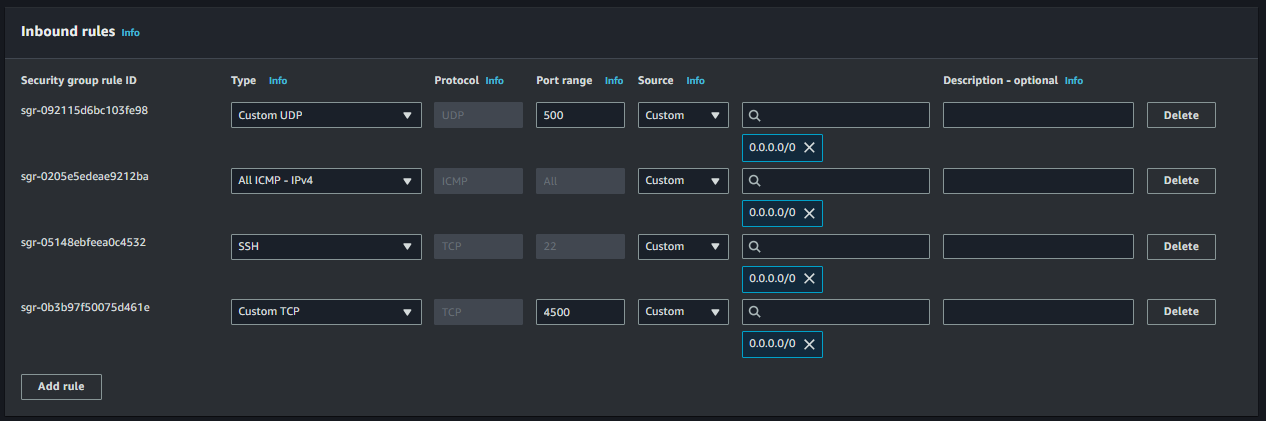 Inbound rules Info
Security group rule ID Type Info Protocol Info Port range Info Source Info Description - optional Info
sgr-092115d6bc103fe98 Custom UDP UDP 500 Custom Delete
0.0.0.0/0
sgr-0205e5edeae9212ba All ICMP - IPv4 ICMP All Custom Delete
0.0.0.0/0
sgr-05148ebfeea0c4532 SSH TCP 22 Custom Delete
0.0.0.0/0
sgr-0b3b97f50075d461e Custom TCP TCP 4500 Custom Delete
0.0.0.0/0
Add rule